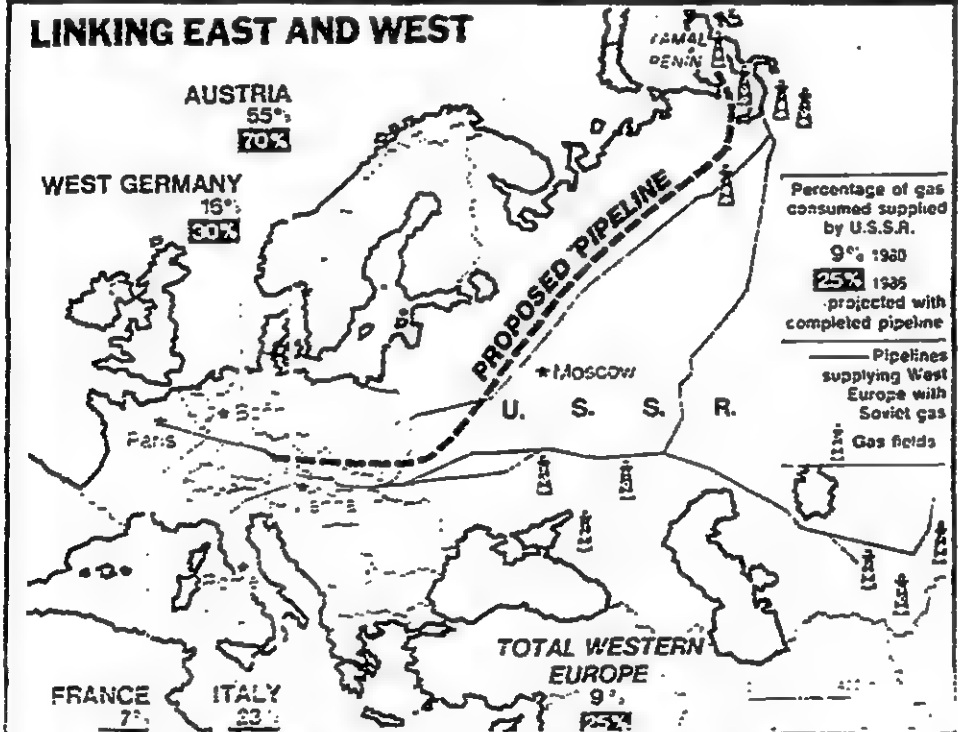 LINKING EAST AND WEST
YAMAL
PENIN
AUSTRIA
55%
70%
WEST GERMANY
15%
30%
PROPOSED PIPELINE
Percentage of gas
consumed supplied
by U.S.S.R.
9% 1980
25% 1985
projected with
completed pipeline
Pipelines
supplying West
Europe with
Soviet gas
Gas fields
Moscow
U. S. S. R.
Paris
TOTAL WESTERN
EUROPE
9%
25%
FRANCE
7%
ITALY
23%